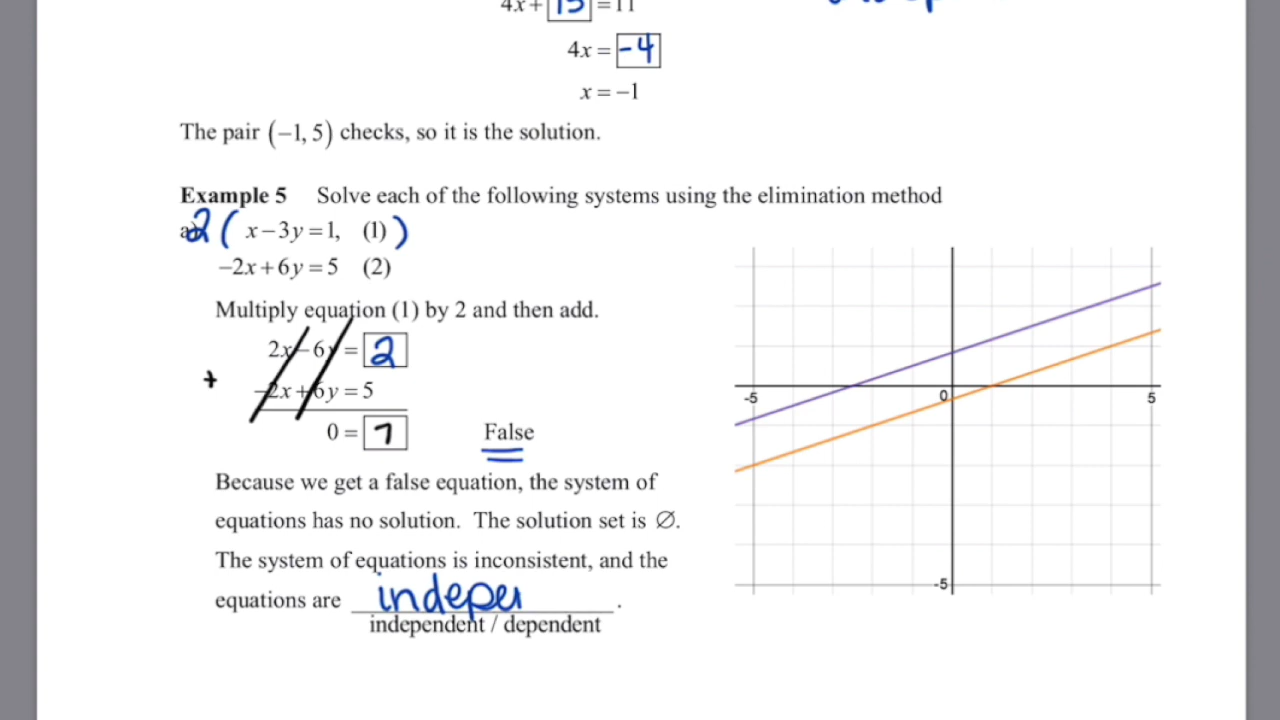 4x + 15 = 11
4x = -4
x = −1
The pair (−1, 5) checks, so it is the solution.
Example 5 Solve each of the following systems using the elimination method
2 ( x − 3y = 1, (1) )
−2x + 6y = 5 (2)
Multiply equation (1) by 2 and then add.
2x − 6y = 2
+ −2x + 6y = 5
0 = 7 False
Because we get a false equation, the system of
equations has no solution. The solution set is ∅.
The system of equations is inconsistent, and the
equations are indepen .
independent / dependent
-5 0 5
-5